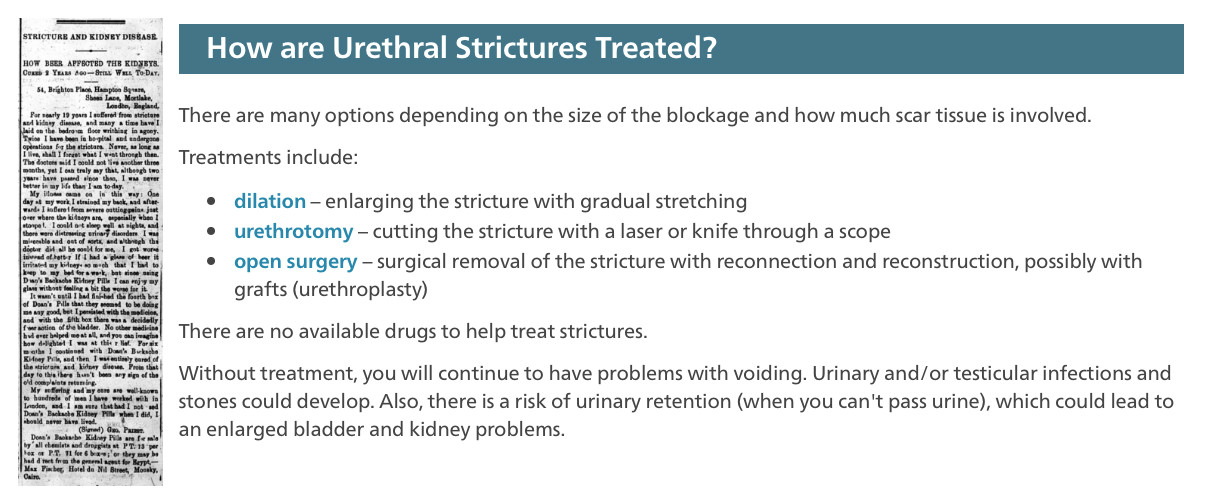 STRICTURE AND KIDNEY DISEASE.
HOW BEER AFFECTED THE KIDNEYS.
CURED 2 YEARS AGO—STILL WELL TO-DAY.
54, Brighton Place, Hampton Square,
Sheen Lane, Mortlake,
London, England.
For nearly 19 years I suffered from stricture
and kidney disease, and many a time have I
laid on the bedroom floor writhing in agony.
Twice I have been in hospital and undergone
operations for the stricture. Never, as long as
I live, shall I forget what I went through then.
The doctors said I could not live another three
months, yet I can truly say that, although two
years have passed since then, I was never
better in my life than I am to-day.
My illness came on in this way: One
day at my work I strained my back, and after-
wards I suffered from severe cutting pains just
over where the kidneys are, especially when I
stooped. I could not sleep well at nights, and
there were distressing urinary disorders. I was
miserable and out of sorts, and although the
doctor did all he could for me, I got worse
instead of better. If I had a glass of beer it
irritated my kidneys so much that I had to
keep to my bed for a week, but since using
Doan's Backache Kidney Pills I can enjoy my
glass without feeling a bit the worse for it.
It wasn't until I had finished the fourth box
of Doan's Pills that they seemed to be doing
me any good, but I persisted with the medicine,
and with the fifth box there was a decidedly
freer action of the bladder. No other medicine
had ever helped me at all, and you can imagine
how delighted I was at this relief. For six
months I continued with Doan's Backache
Kidney Pills, and then I was entirely cured of
the stricture and kidney disease. From that
day to this there hasn't been any sign of the
old complaints returning.
My suffering and my cure are well-known
to hundreds of men I have worked with in
London, and I am sure that had I not used
Doan's Backache Kidney Pills when I did, I
should never have lived.
(Signed) Geo.
Doan's Backache Kidney Pills are for sale
by all chemists and druggists at P.T. 13 per
box or P.T. 71 for 6 boxes; or they may be
had direct from the general agent for Egypt,—
Max Fischer, Hotel du Nil Street, Mousky,
Cairo.
How are Urethral Strictures Treated?
There are many options depending on the size of the blockage and how much scar tissue is involved.
Treatments include:
• dilation – enlarging the stricture with gradual stretching
• urethrotomy – cutting the stricture with a laser or knife through a scope
• open surgery – surgical removal of the stricture with reconnection and reconstruction, possibly with
grafts (urethroplasty)
There are no available drugs to help treat strictures.
Without treatment, you will continue to have problems with voiding. Urinary and/or testicular infections and
stones could develop. Also, there is a risk of urinary retention (when you can't pass urine), which could lead to
an enlarged bladder and kidney problems.